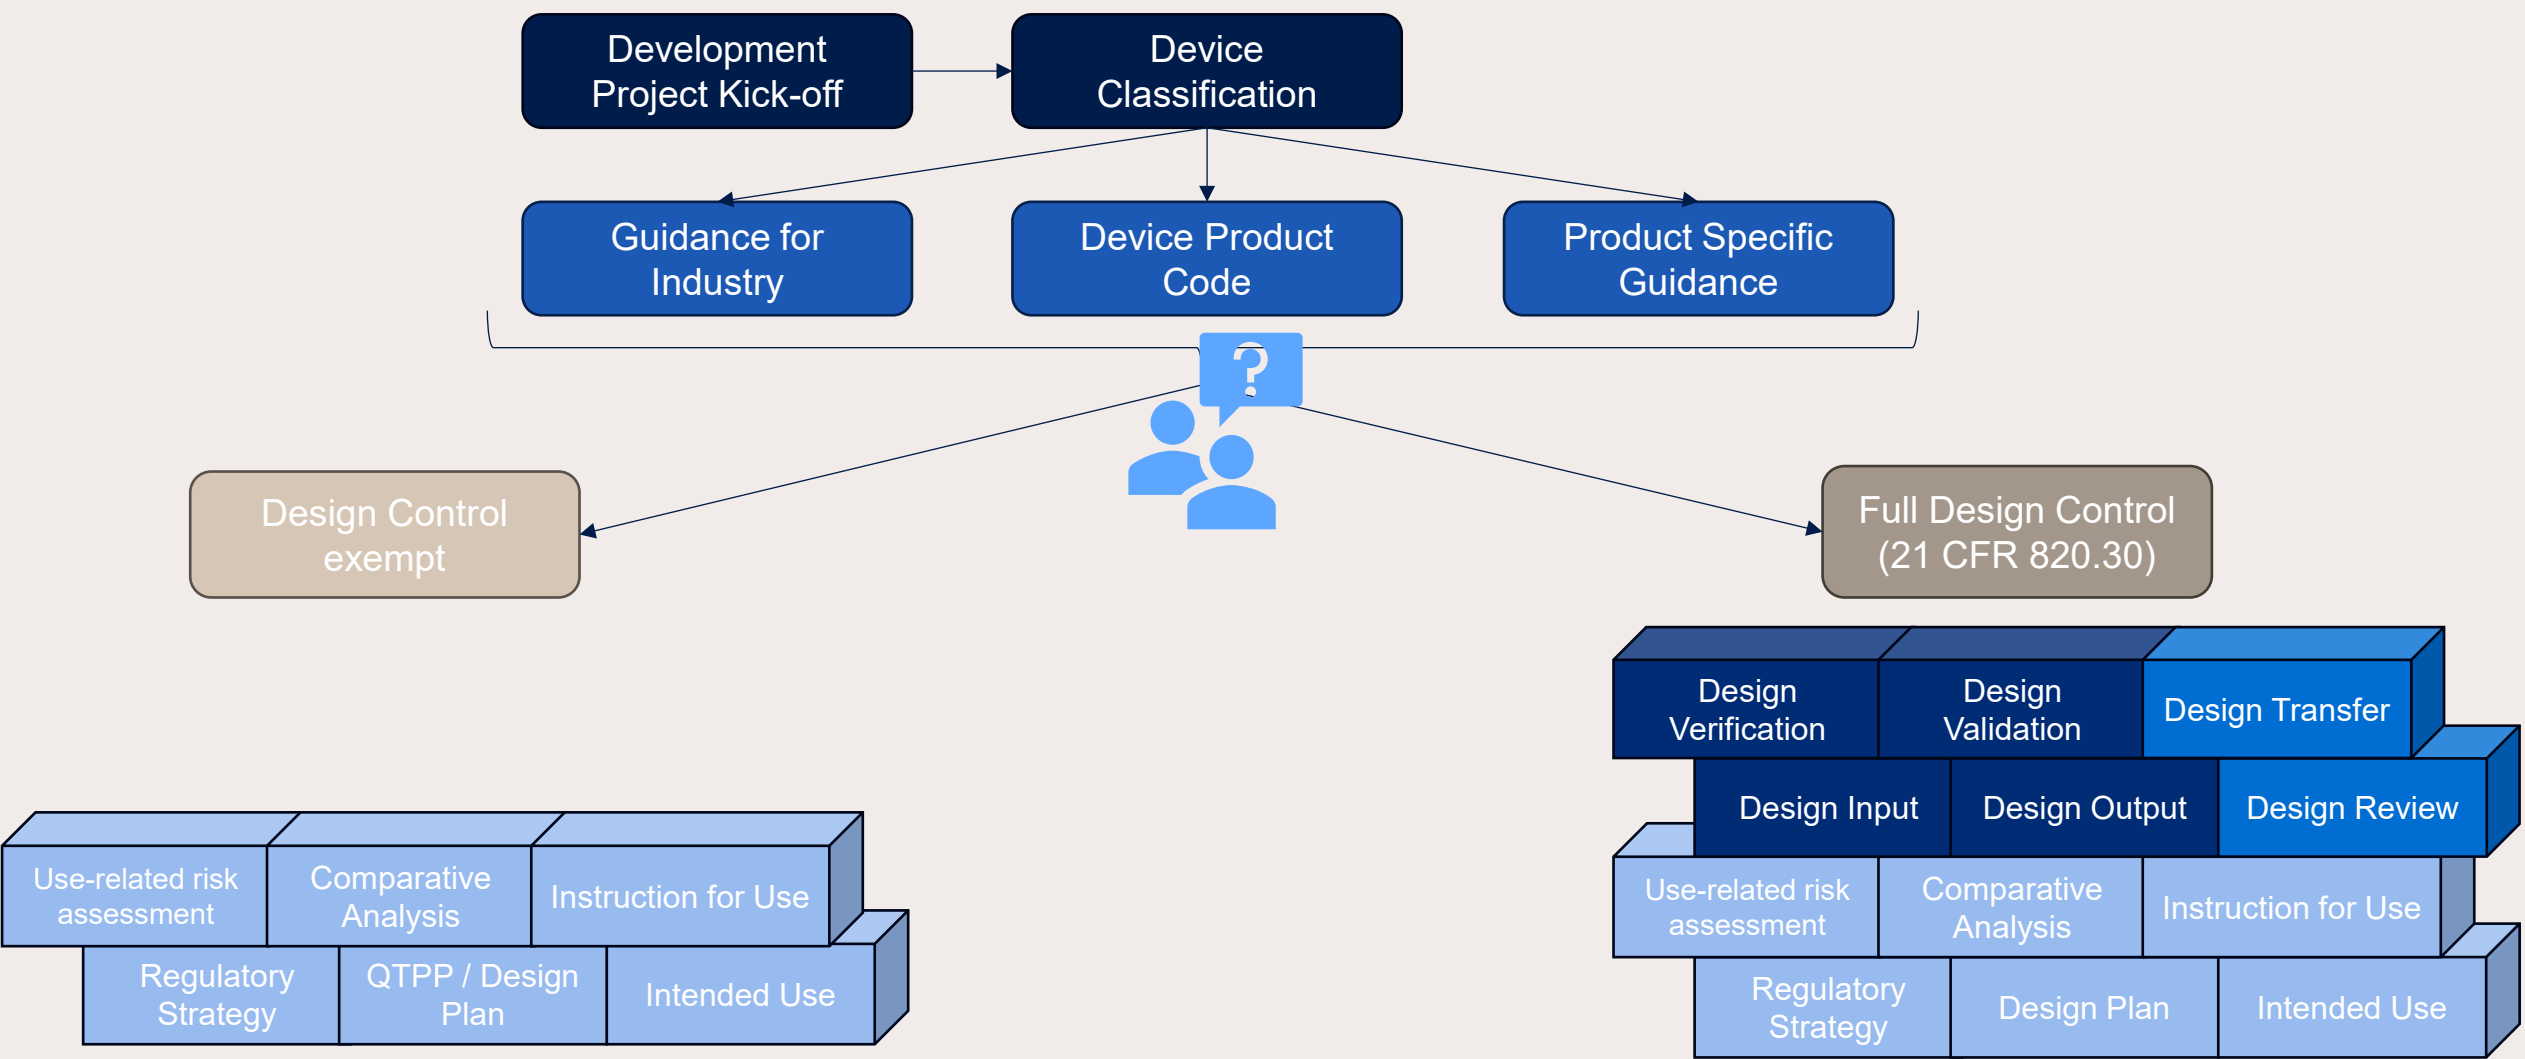 Development
Project Kick-off
Device
Classification
Guidance for
Industry
Device Product
Code
Product Specific
Guidance
?
Design Control
exempt
Full Design Control
(21 CFR 820.30)
Use-related risk
assessment
Comparative
Analysis
Instruction for Use
Regulatory
Strategy
QTPP / Design
Plan
Intended Use
Design
Verification
Design
Validation
Design Transfer
Design Input
Design Output
Design Review
Use-related risk
assessment
Comparative
Analysis
Instruction for Use
Regulatory
Strategy
Design Plan
Intended Use